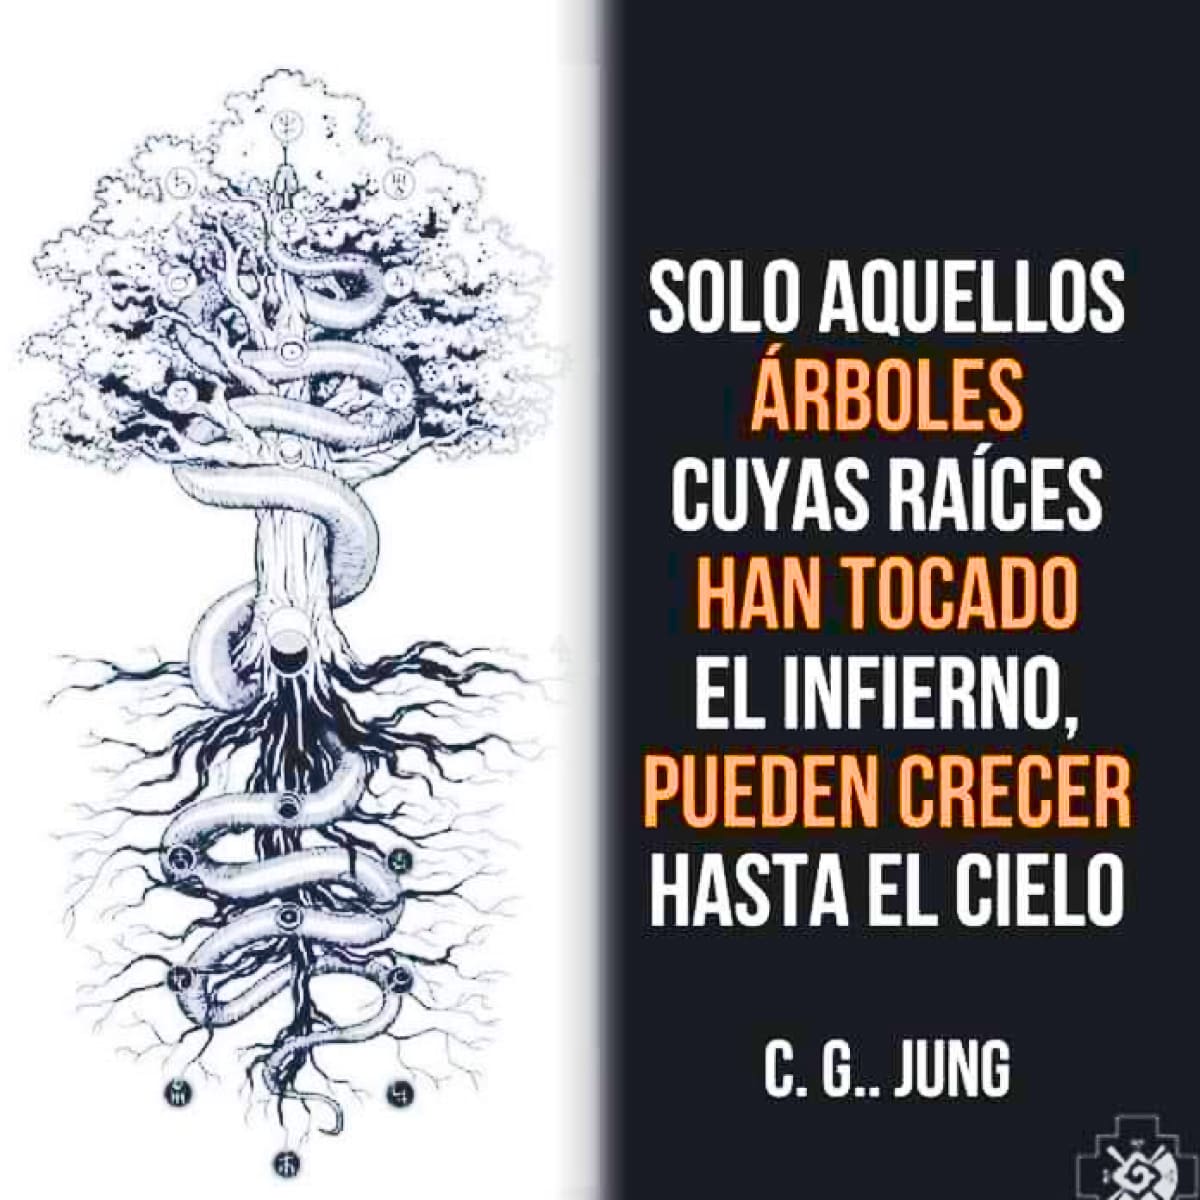 SOLO AQUELLOS
ÁRBOLES
CUYAS RAÍCES
HAN TOCADO
EL INFIERNO,
PUEDEN CRECER
HASTA EL CIELO
C. G.. JUNG